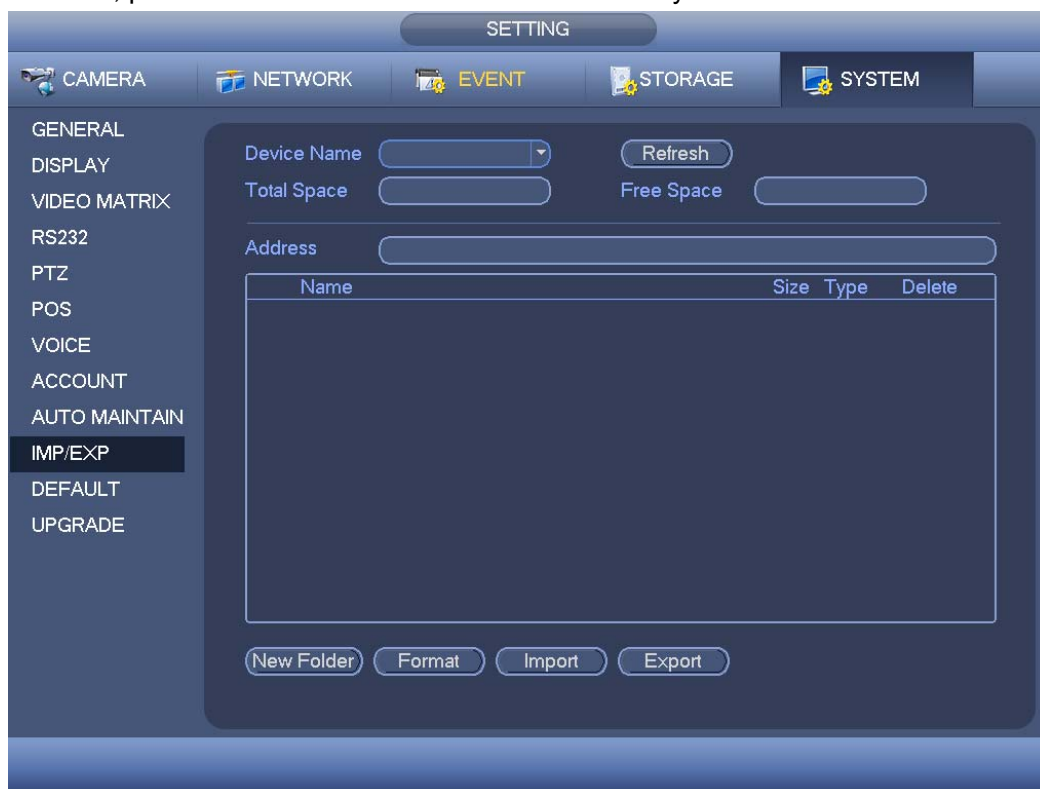 SETTING
CAMERA NETWORK EVENT STORAGE SYSTEM
GENERAL
DISPLAY
VIDEO MATRIX
RS232
PTZ
POS
VOICE
ACCOUNT
AUTO MAINTAIN
IMP/EXP
DEFAULT
UPGRADE
Device Name Refresh
Total Space Free Space
Address
Name Size Type Delete
New Folder Format Import Export